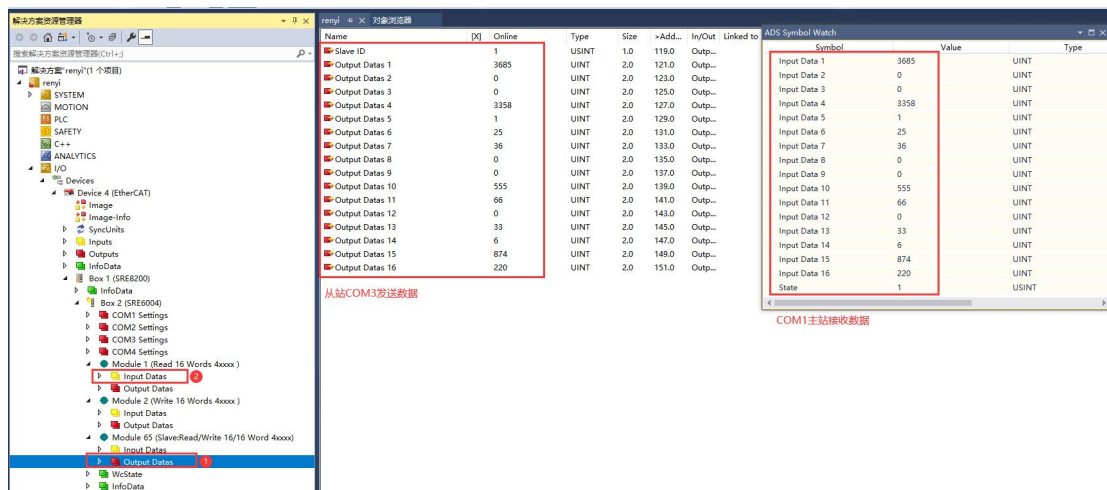 解决方案资源管理器
搜索解决方案资源管理器(Ctrl+;)
解决方案"renyi"(1 个项目)
renyi
SYSTEM
MOTION
PLC
SAFETY
C++
ANALYTICS
I/O
Devices
Device 4 (EtherCAT)
Image
Image-Info
SyncUnits
Inputs
Outputs
InfoData
Box 1 (SRE8200)
InfoData
Box 2 (SRE6004)
COM1 Settings
COM2 Settings
COM3 Settings
COM4 Settings
Module 1 (Read 16 Words 4xxxx )
Input Datas 2
Output Datas
Module 2 (Write 16 Words 4xxxx )
Input Datas
Output Datas
Module 65 (Slave:Read/Write 16/16 Word 4xxxx)
Input Datas
Output Datas 1
WcState
InfoData
renyi 对象浏览器
Name [X] Online Type Size >Add... In/Out Linked to
Slave ID 1 USINT 1.0 119.0 Outp...
Output Datas 1 3685 UINT 2.0 121.0 Outp...
Output Datas 2 0 UINT 2.0 123.0 Outp...
Output Datas 3 0 UINT 2.0 125.0 Outp...
Output Datas 4 3358 UINT 2.0 127.0 Outp...
Output Datas 5 1 UINT 2.0 129.0 Outp...
Output Datas 6 25 UINT 2.0 131.0 Outp...
Output Datas 7 36 UINT 2.0 133.0 Outp...
Output Datas 8 0 UINT 2.0 135.0 Outp...
Output Datas 9 0 UINT 2.0 137.0 Outp...
Output Datas 10 555 UINT 2.0 139.0 Outp...
Output Datas 11 66 UINT 2.0 141.0 Outp...
Output Datas 12 0 UINT 2.0 143.0 Outp...
Output Datas 13 33 UINT 2.0 145.0 Outp...
Output Datas 14 6 UINT 2.0 147.0 Outp...
Output Datas 15 874 UINT 2.0 149.0 Outp...
Output Datas 16 220 UINT 2.0 151.0 Outp...
从站COM3发送数据
ADS Symbol Watch
Symbol Value Type
Input Data 1 3685 UINT
Input Data 2 0 UINT
Input Data 3 0 UINT
Input Data 4 3358 UINT
Input Data 5 1 UINT
Input Data 6 25 UINT
Input Data 7 36 UINT
Input Data 8 0 UINT
Input Data 9 0 UINT
Input Data 10 555 UINT
Input Data 11 66 UINT
Input Data 12 0 UINT
Input Data 13 33 UINT
Input Data 14 6 UINT
Input Data 15 874 UINT
Input Data 16 220 UINT
State 1 USINT
COM1主站接收数据